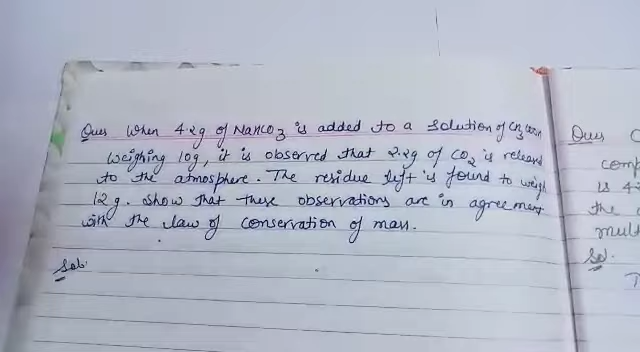 Ques When 4.2g of NaHCO3 is added to a solution of CH3COOH
weighing 10g, it is observed that 2.2g of CO2 is released
to the atmosphere. The residue left is found to weigh
12g. Show that these observations are in agreement
with the law of conservation of mass.
Sol.
Ques
comp
is 4
the
mult
Sol.
T